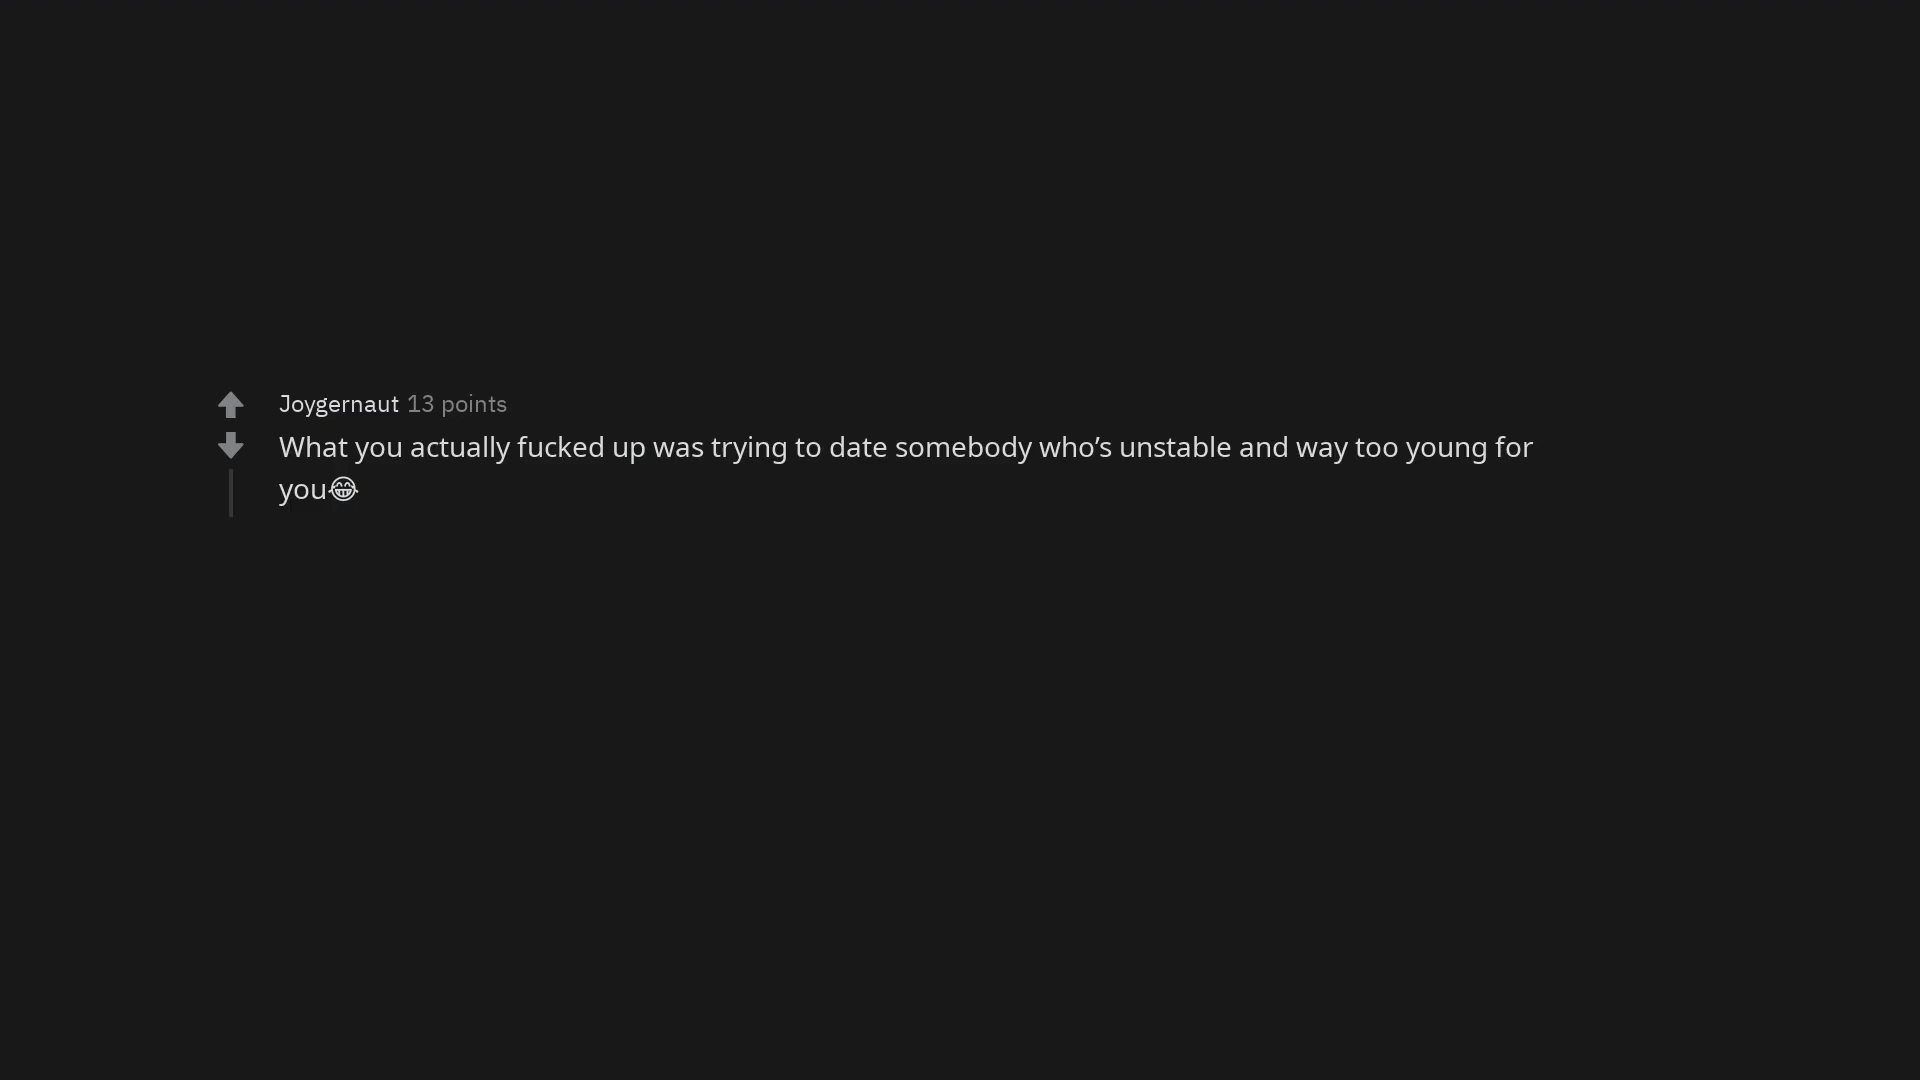 Joygernaut 13 points
What you actually fucked up was trying to date somebody who’s unstable and way too young for
you😂